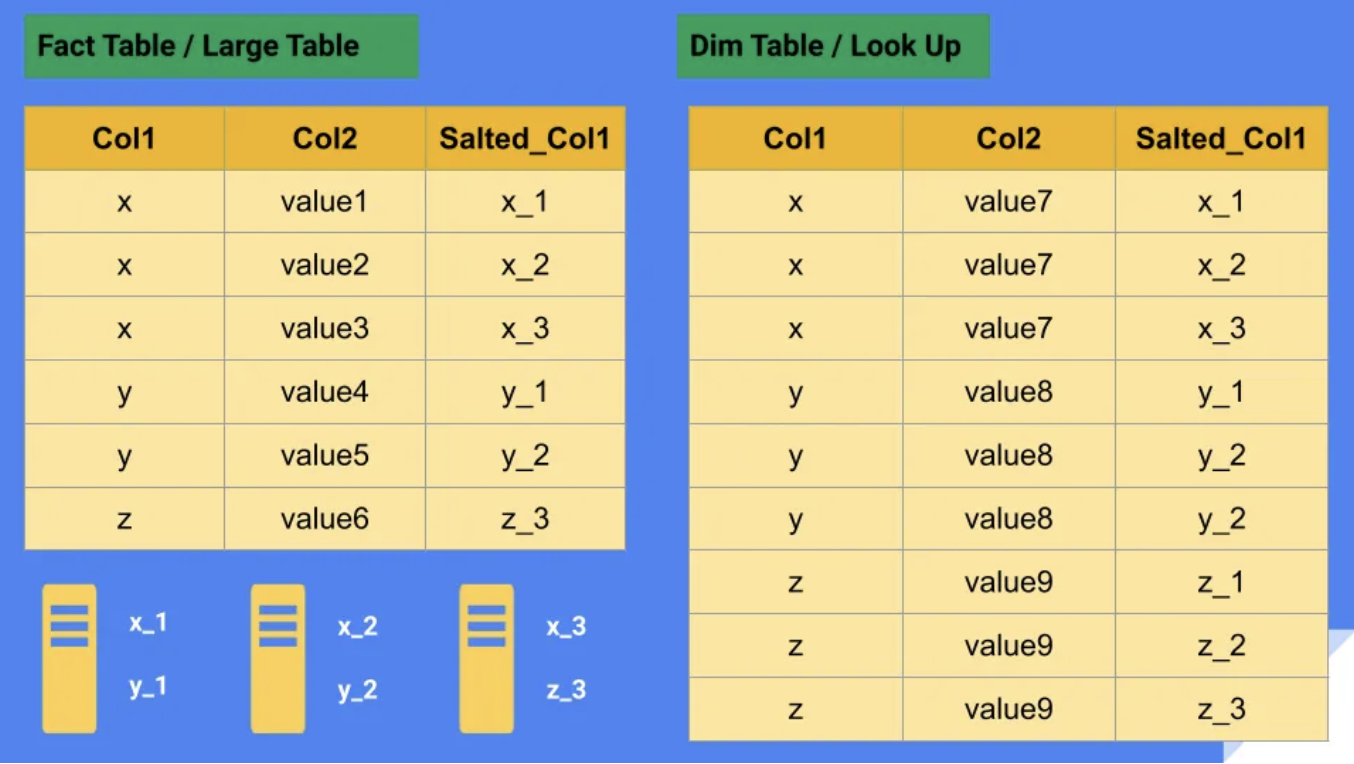 Fact Table / Large Table
Col1 Col2 Salted_Col1
x value1 x_1
x value2 x_2
x value3 x_3
y value4 y_1
y value5 y_2
z value6 z_3
x_1
y_1
x_2
y_2
x_3
z_3
Dim Table / Look Up
Col1 Col2 Salted_Col1
x value7 x_1
x value7 x_2
x value7 x_3
y value8 y_1
y value8 y_2
y value8 y_2
z value9 z_1
z value9 z_2
z value9 z_3